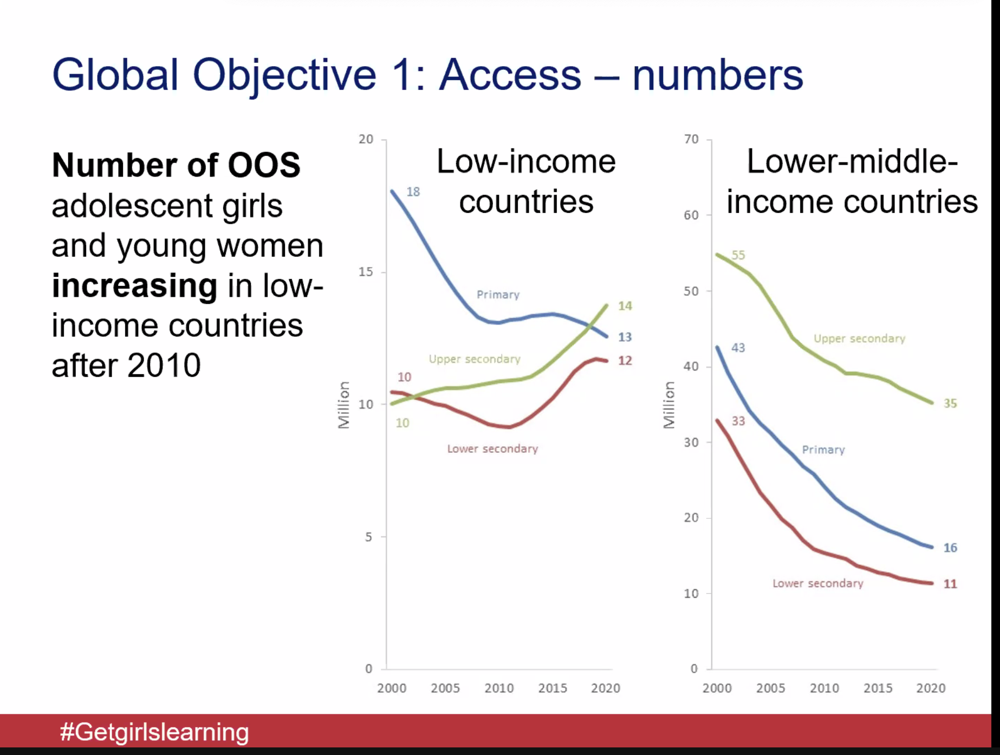 Global Objective 1: Access – numbers
Number of OOS
adolescent girls
and young women
increasing in low-
income countries
after 2010
Low-income
countries
Million
20
15
10
5
0
18
Primary
Upper secondary
10
10
Lower secondary
14
13
12
2000 2005 2010 2015 2020
Lower-middle-
income countries
Million
70
60
50
40
30
20
10
0
55
Upper secondary
43
33
Primary
Lower secondary
35
16
11
2000 2005 2010 2015 2020
#Getgirlslearning